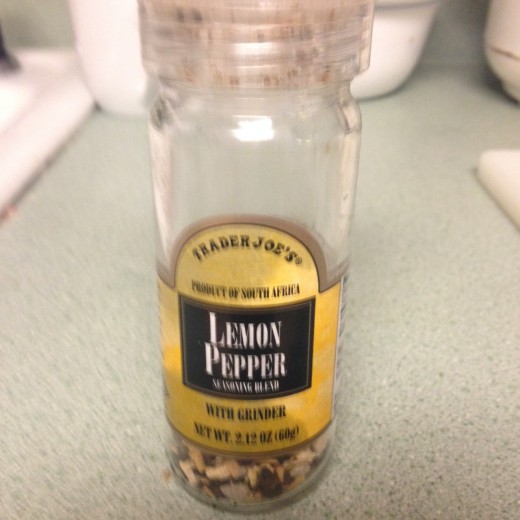 TRADER JOE'S®
PRODUCT OF SOUTH AFRICA
LEMON
PEPPER
SEASONING BLEND
WITH GRINDER
NET WT. 2.12 OZ (60g)